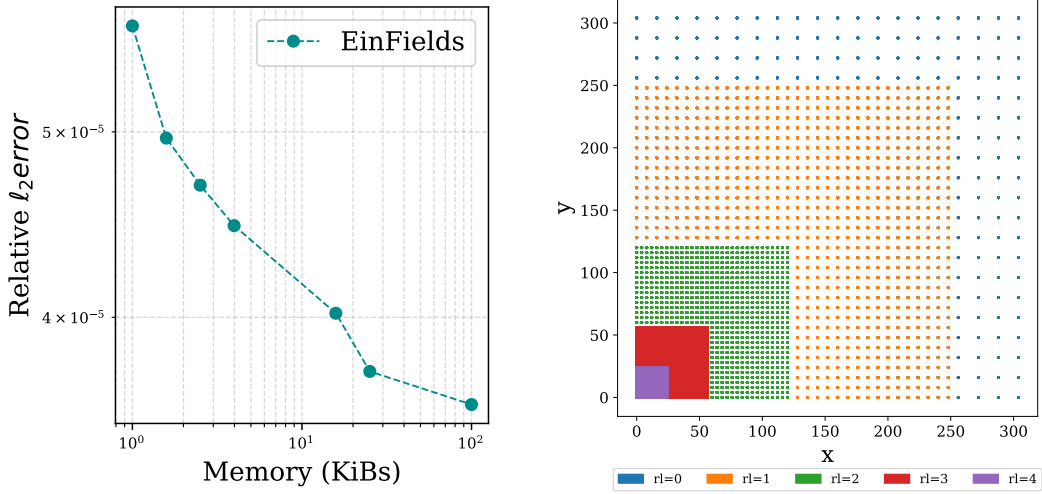 EinFields
5 × 10⁻⁵
4 × 10⁻⁵
Relative ℓ₂error
10⁰ 10¹ 10²
Memory (KiBs)
300
250
200
150
100
50
0
y
0 50 100 150 200 250 300
x
rl=0 rl=1 rl=2 rl=3 rl=4